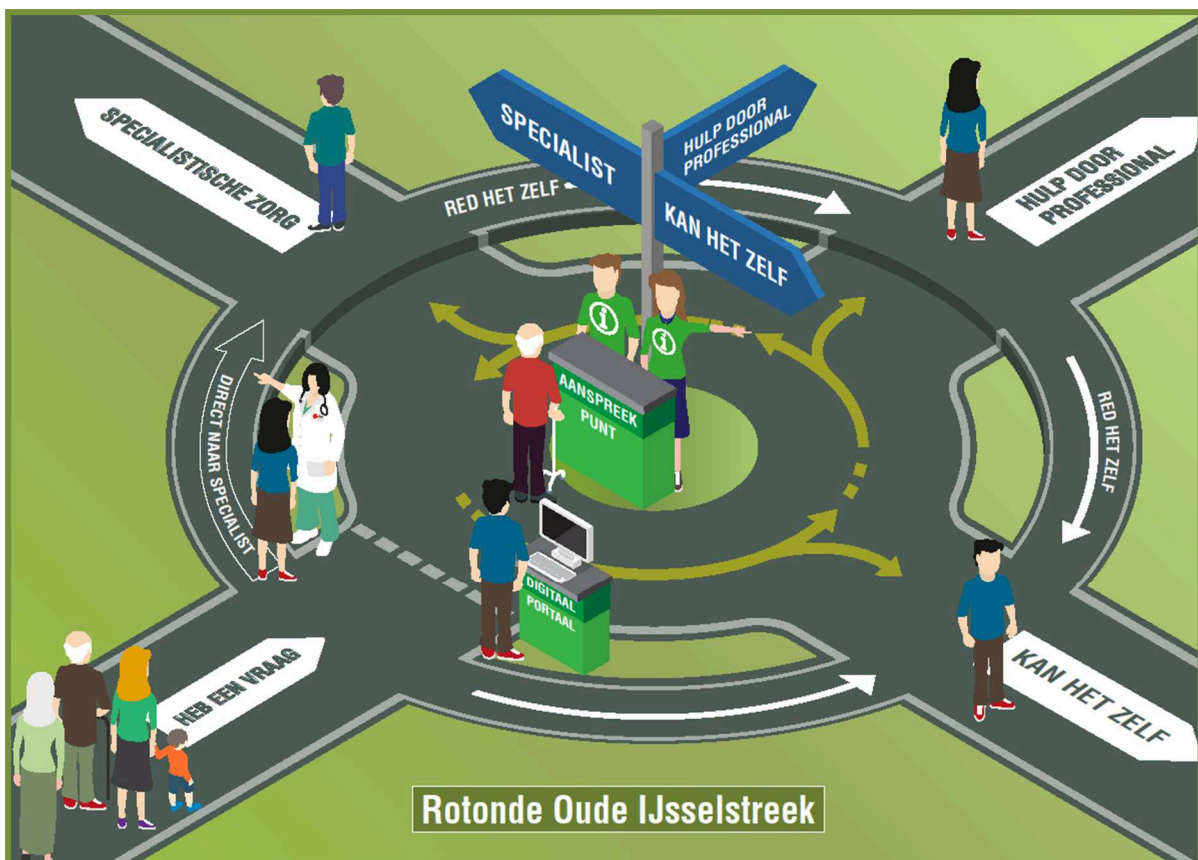 SPECIALISTISCHE ZORG
SPECIALIST
HULP DOOR
PROFESSIONAL
KAN HET ZELF
RED HET ZELF
HULP DOOR
PROFESSIONAL
DIRECT NAAR SPECIALIST
i
i
AANSPREEK
PUNT
RED HET ZELF
DIGITAAL
PORTAAL
HEB EEN VRAAG
KAN HET ZELF
Rotonde Oude IJsselstreek